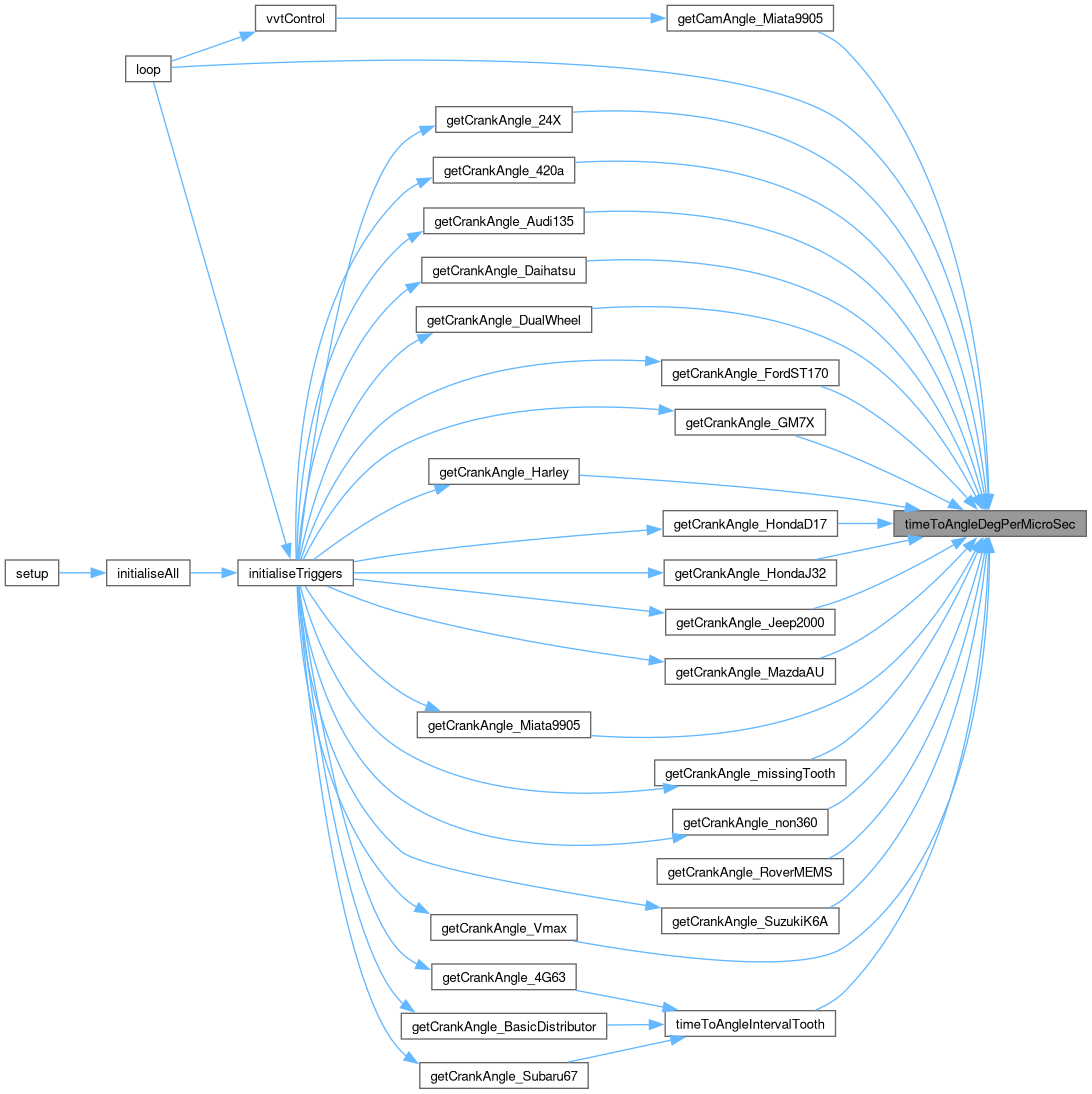 vvtControl
getCamAngle_Miata9905
loop
getCrankAngle_24X
getCrankAngle_420a
getCrankAngle_Audi135
getCrankAngle_Daihatsu
getCrankAngle_DualWheel
getCrankAngle_FordST170
getCrankAngle_GM7X
getCrankAngle_Harley
getCrankAngle_HondaD17
timeToAngleDegPerMicroSec
setup
initialiseAll
initialiseTriggers
getCrankAngle_HondaJ32
getCrankAngle_Jeep2000
getCrankAngle_MazdaAU
getCrankAngle_Miata9905
getCrankAngle_missingTooth
getCrankAngle_non360
getCrankAngle_RoverMEMS
getCrankAngle_SuzukiK6A
getCrankAngle_Vmax
getCrankAngle_4G63
getCrankAngle_BasicDistributor
timeToAngleIntervalTooth
getCrankAngle_Subaru67